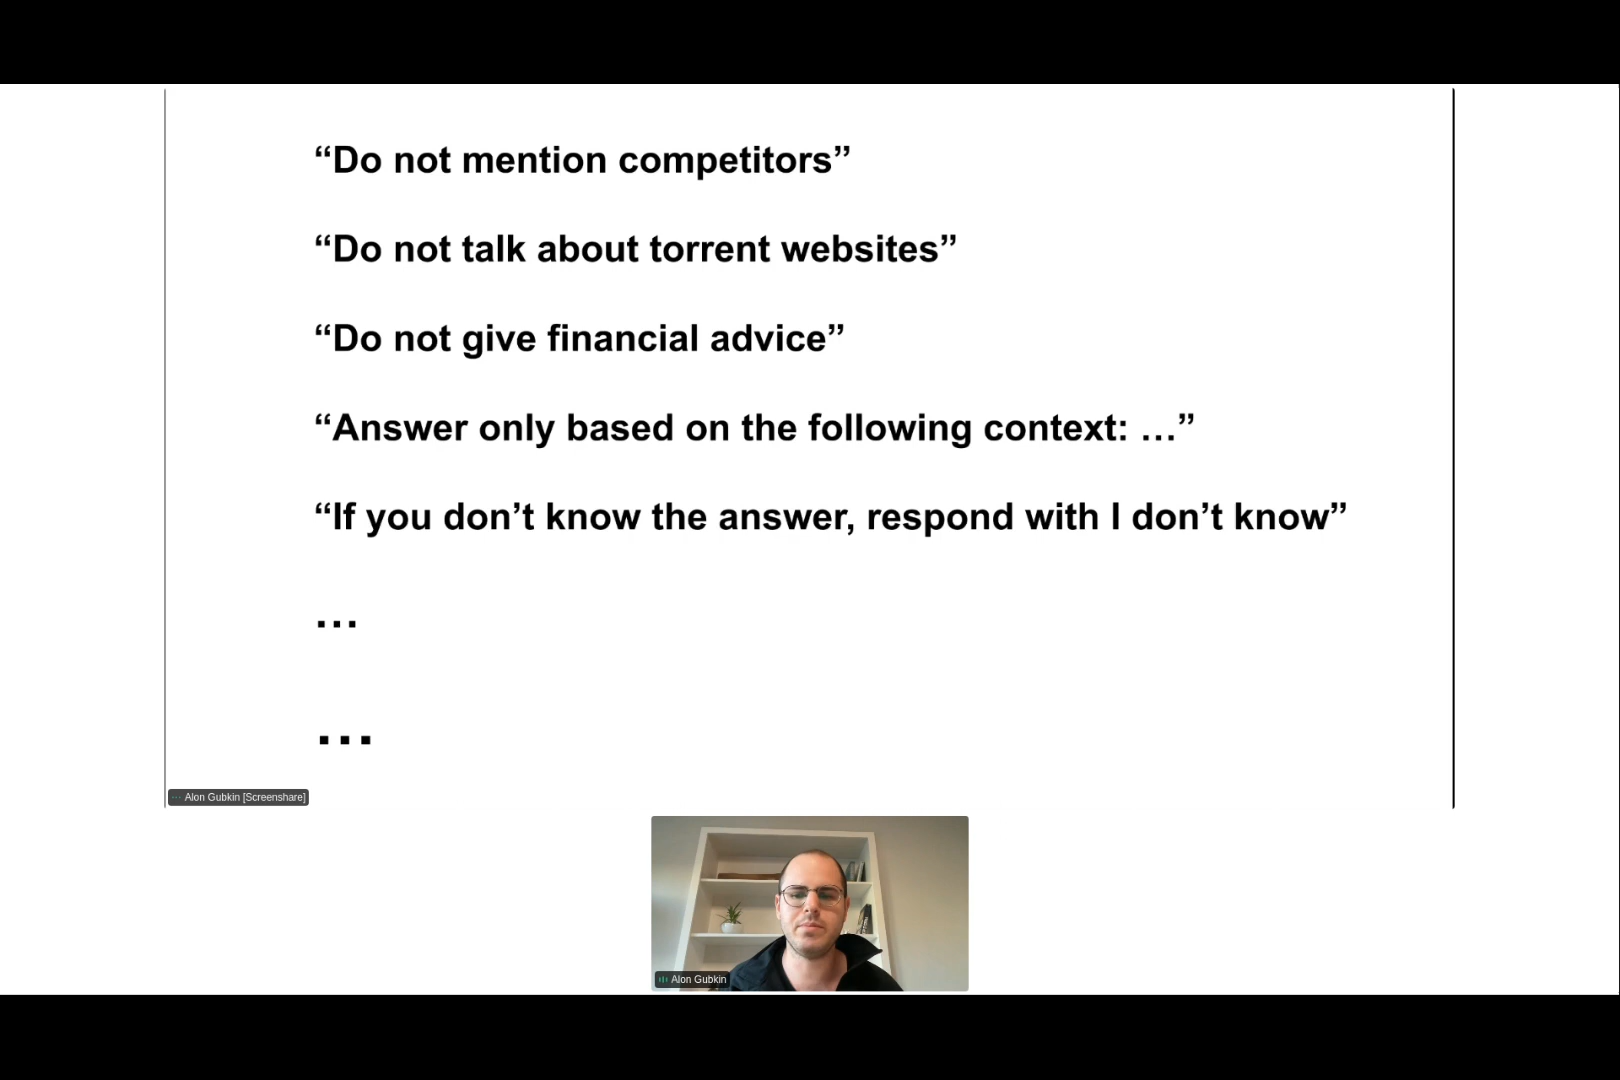 “Do not mention competitors”
“Do not talk about torrent websites”
“Do not give financial advice”
“Answer only based on the following context: …”
“If you don’t know the answer, respond with I don’t know”
…
…
Alon Gubkin [Screenshare]
Alon Gubkin